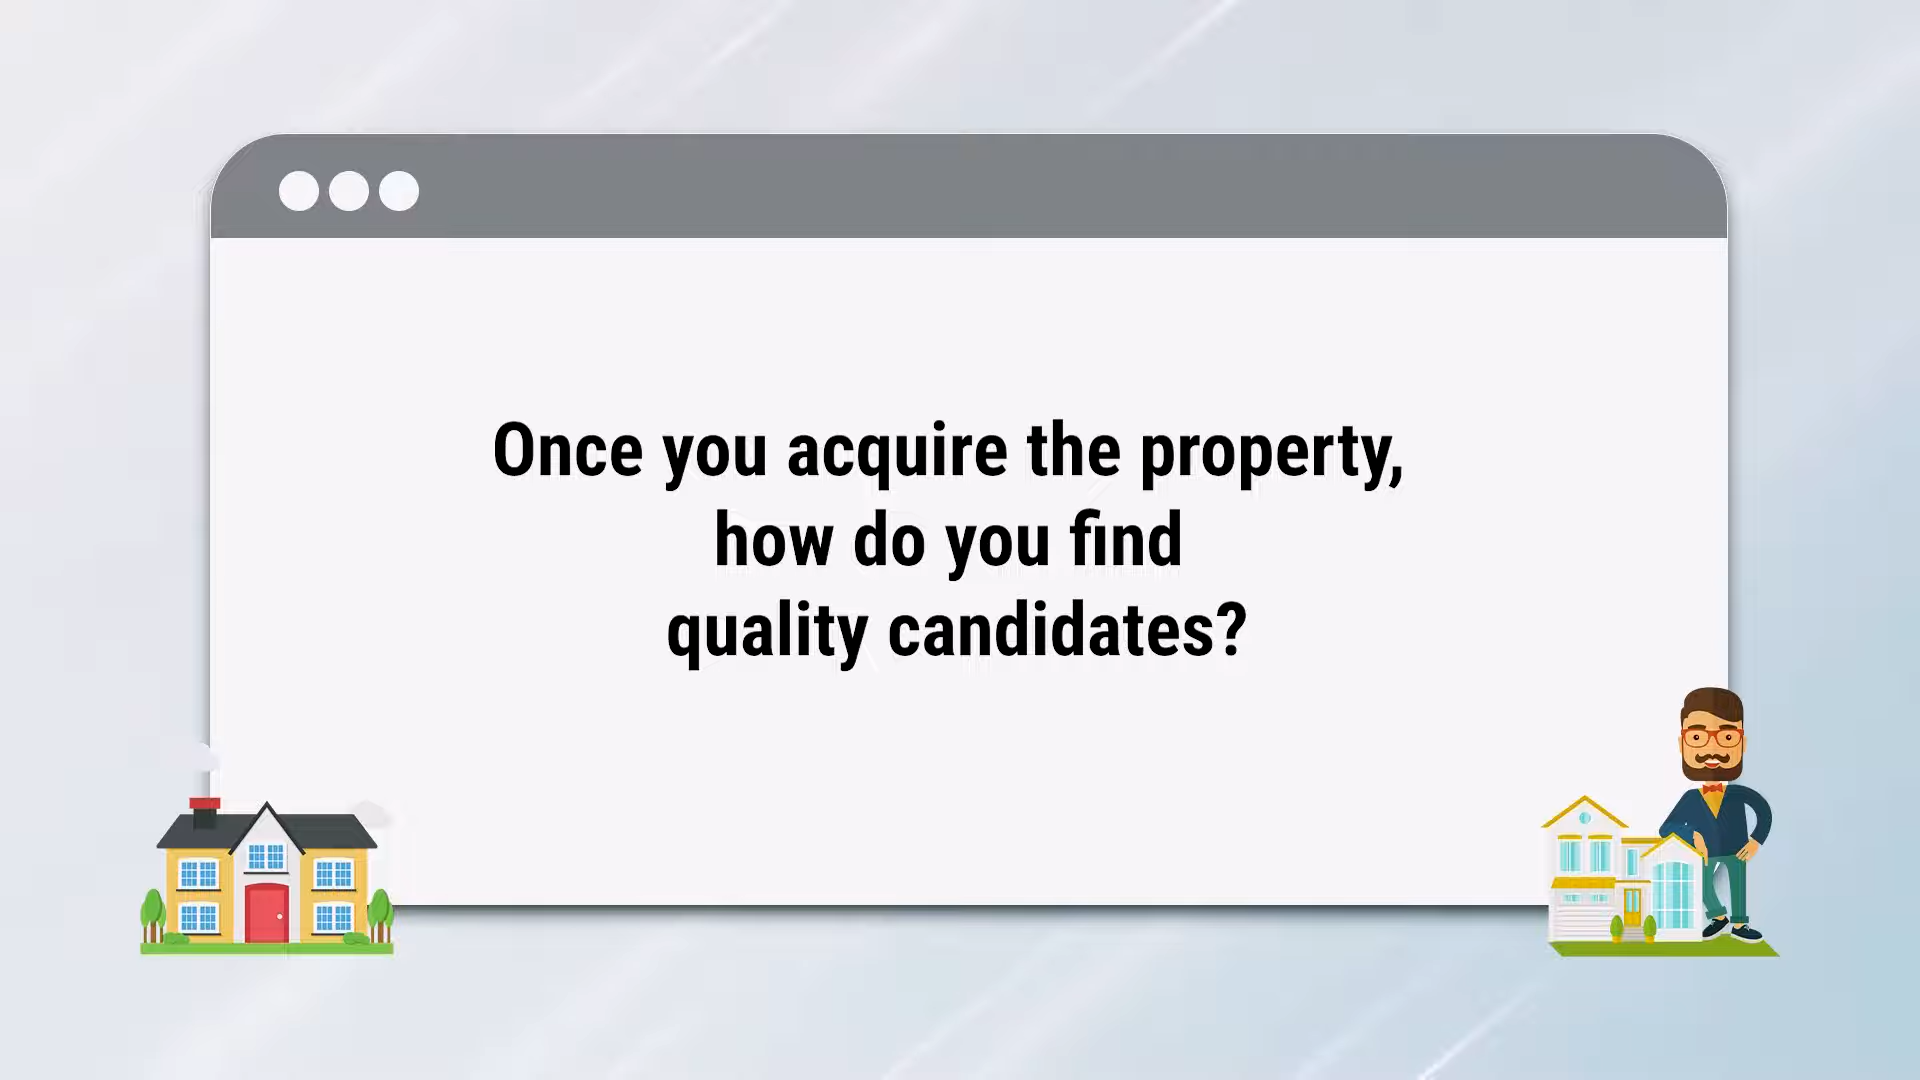 Once you acquire the property,
how do you find
quality candidates?